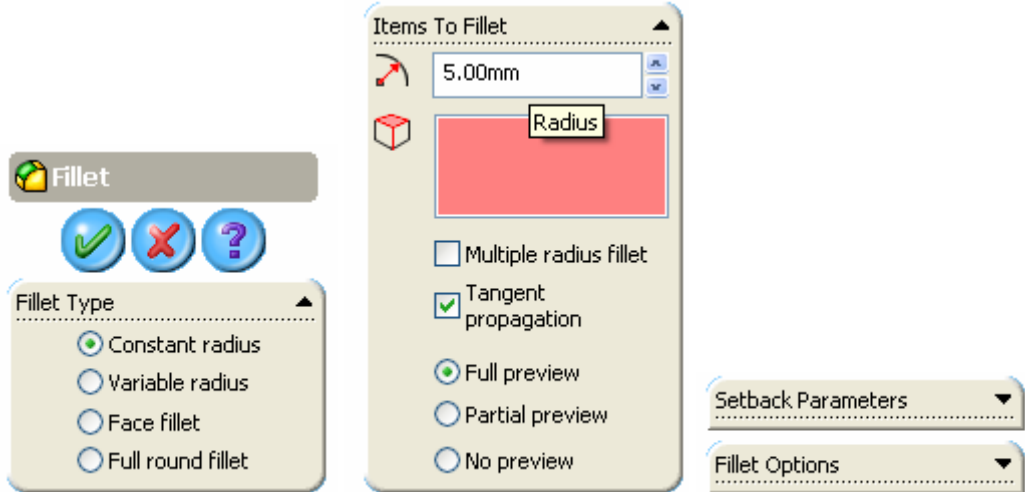 Fillet
?
Fillet Type
Constant radius
Variable radius
Face fillet
Full round fillet
Items To Fillet
5.00mm
Radius
Multiple radius fillet
Tangent
propagation
Full preview
Partial preview
No preview
Setback Parameters
Fillet Options